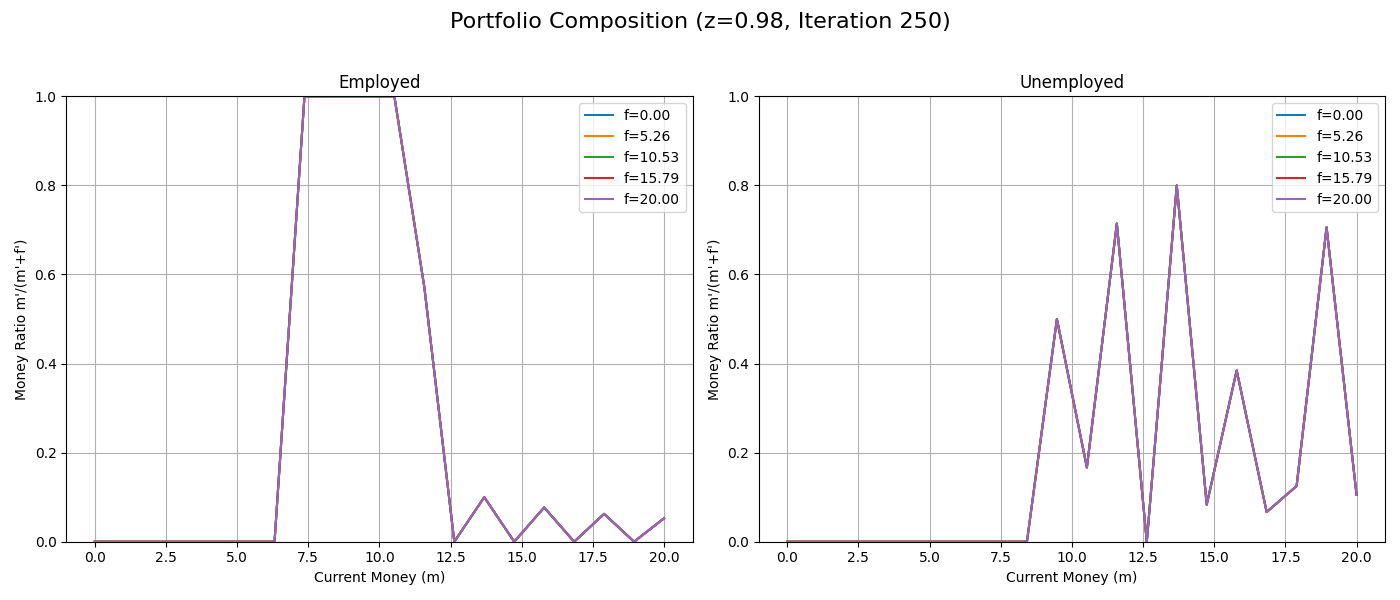 Portfolio Composition (z=0.98, Iteration 250)
Employed
Money Ratio m'/(m'+f')
1.0
0.8
0.6
0.4
0.2
0.0
0.0 2.5 5.0 7.5 10.0 12.5 15.0 17.5 20.0
Current Money (m)
f=0.00
f=5.26
f=10.53
f=15.79
f=20.00
Unemployed
Money Ratio m'/(m'+f')
1.0
0.8
0.6
0.4
0.2
0.0
0.0 2.5 5.0 7.5 10.0 12.5 15.0 17.5 20.0
Current Money (m)
f=0.00
f=5.26
f=10.53
f=15.79
f=20.00